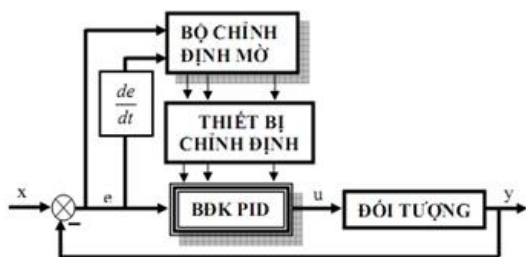 BỘ CHỈNH
ĐỊNH MỜ
de
dt
THIẾT BỊ
CHỈNH ĐỊNH
x
e
BĐK PID
u
ĐỐI TƯỢNG
y